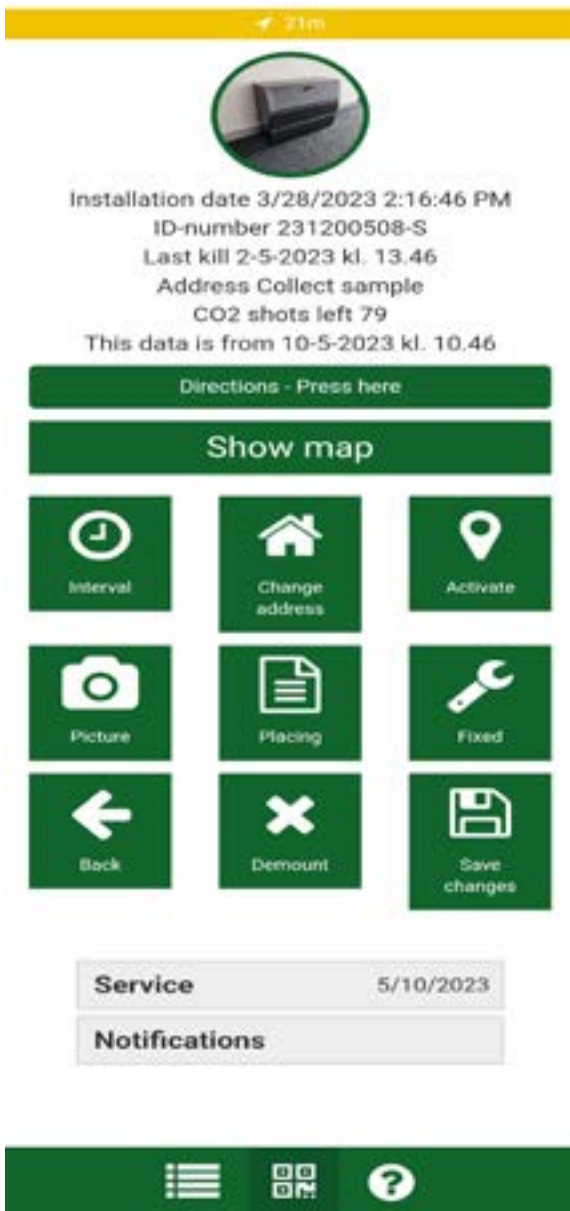 21m
Installation date 3/28/2023 2:16:46 PM
ID-number 231200508-S
Last kill 2-5-2023 kl. 13.46
Address Collect sample
CO2 shots left 79
This data is from 10-5-2023 kl. 10.46
Directions - Press here
Show map
Interval
Change
address
Activate
Picture
Placing
Fixed
Back
Demount
Save
changes
Service 5/10/2023
Notifications